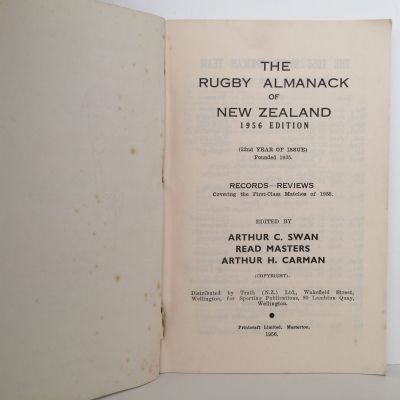 THE
RUGBY ALMANACK
OF
NEW ZEALAND
1956 EDITION
(22nd YEAR OF ISSUE)
Founded 1935.
RECORDS—REVIEWS
Covering the First-Class Matches of 1955.
EDITED BY
ARTHUR C. SWAN
READ MASTERS
ARTHUR H. CARMAN
(COPYRIGHT).
Distributed by Truth (N.Z.) Ltd., Wakefield Street,
Wellington, for Sporting Publications, 80 Lambton Quay,
Wellington.
Printcraft Limited, Masterton.
1956.